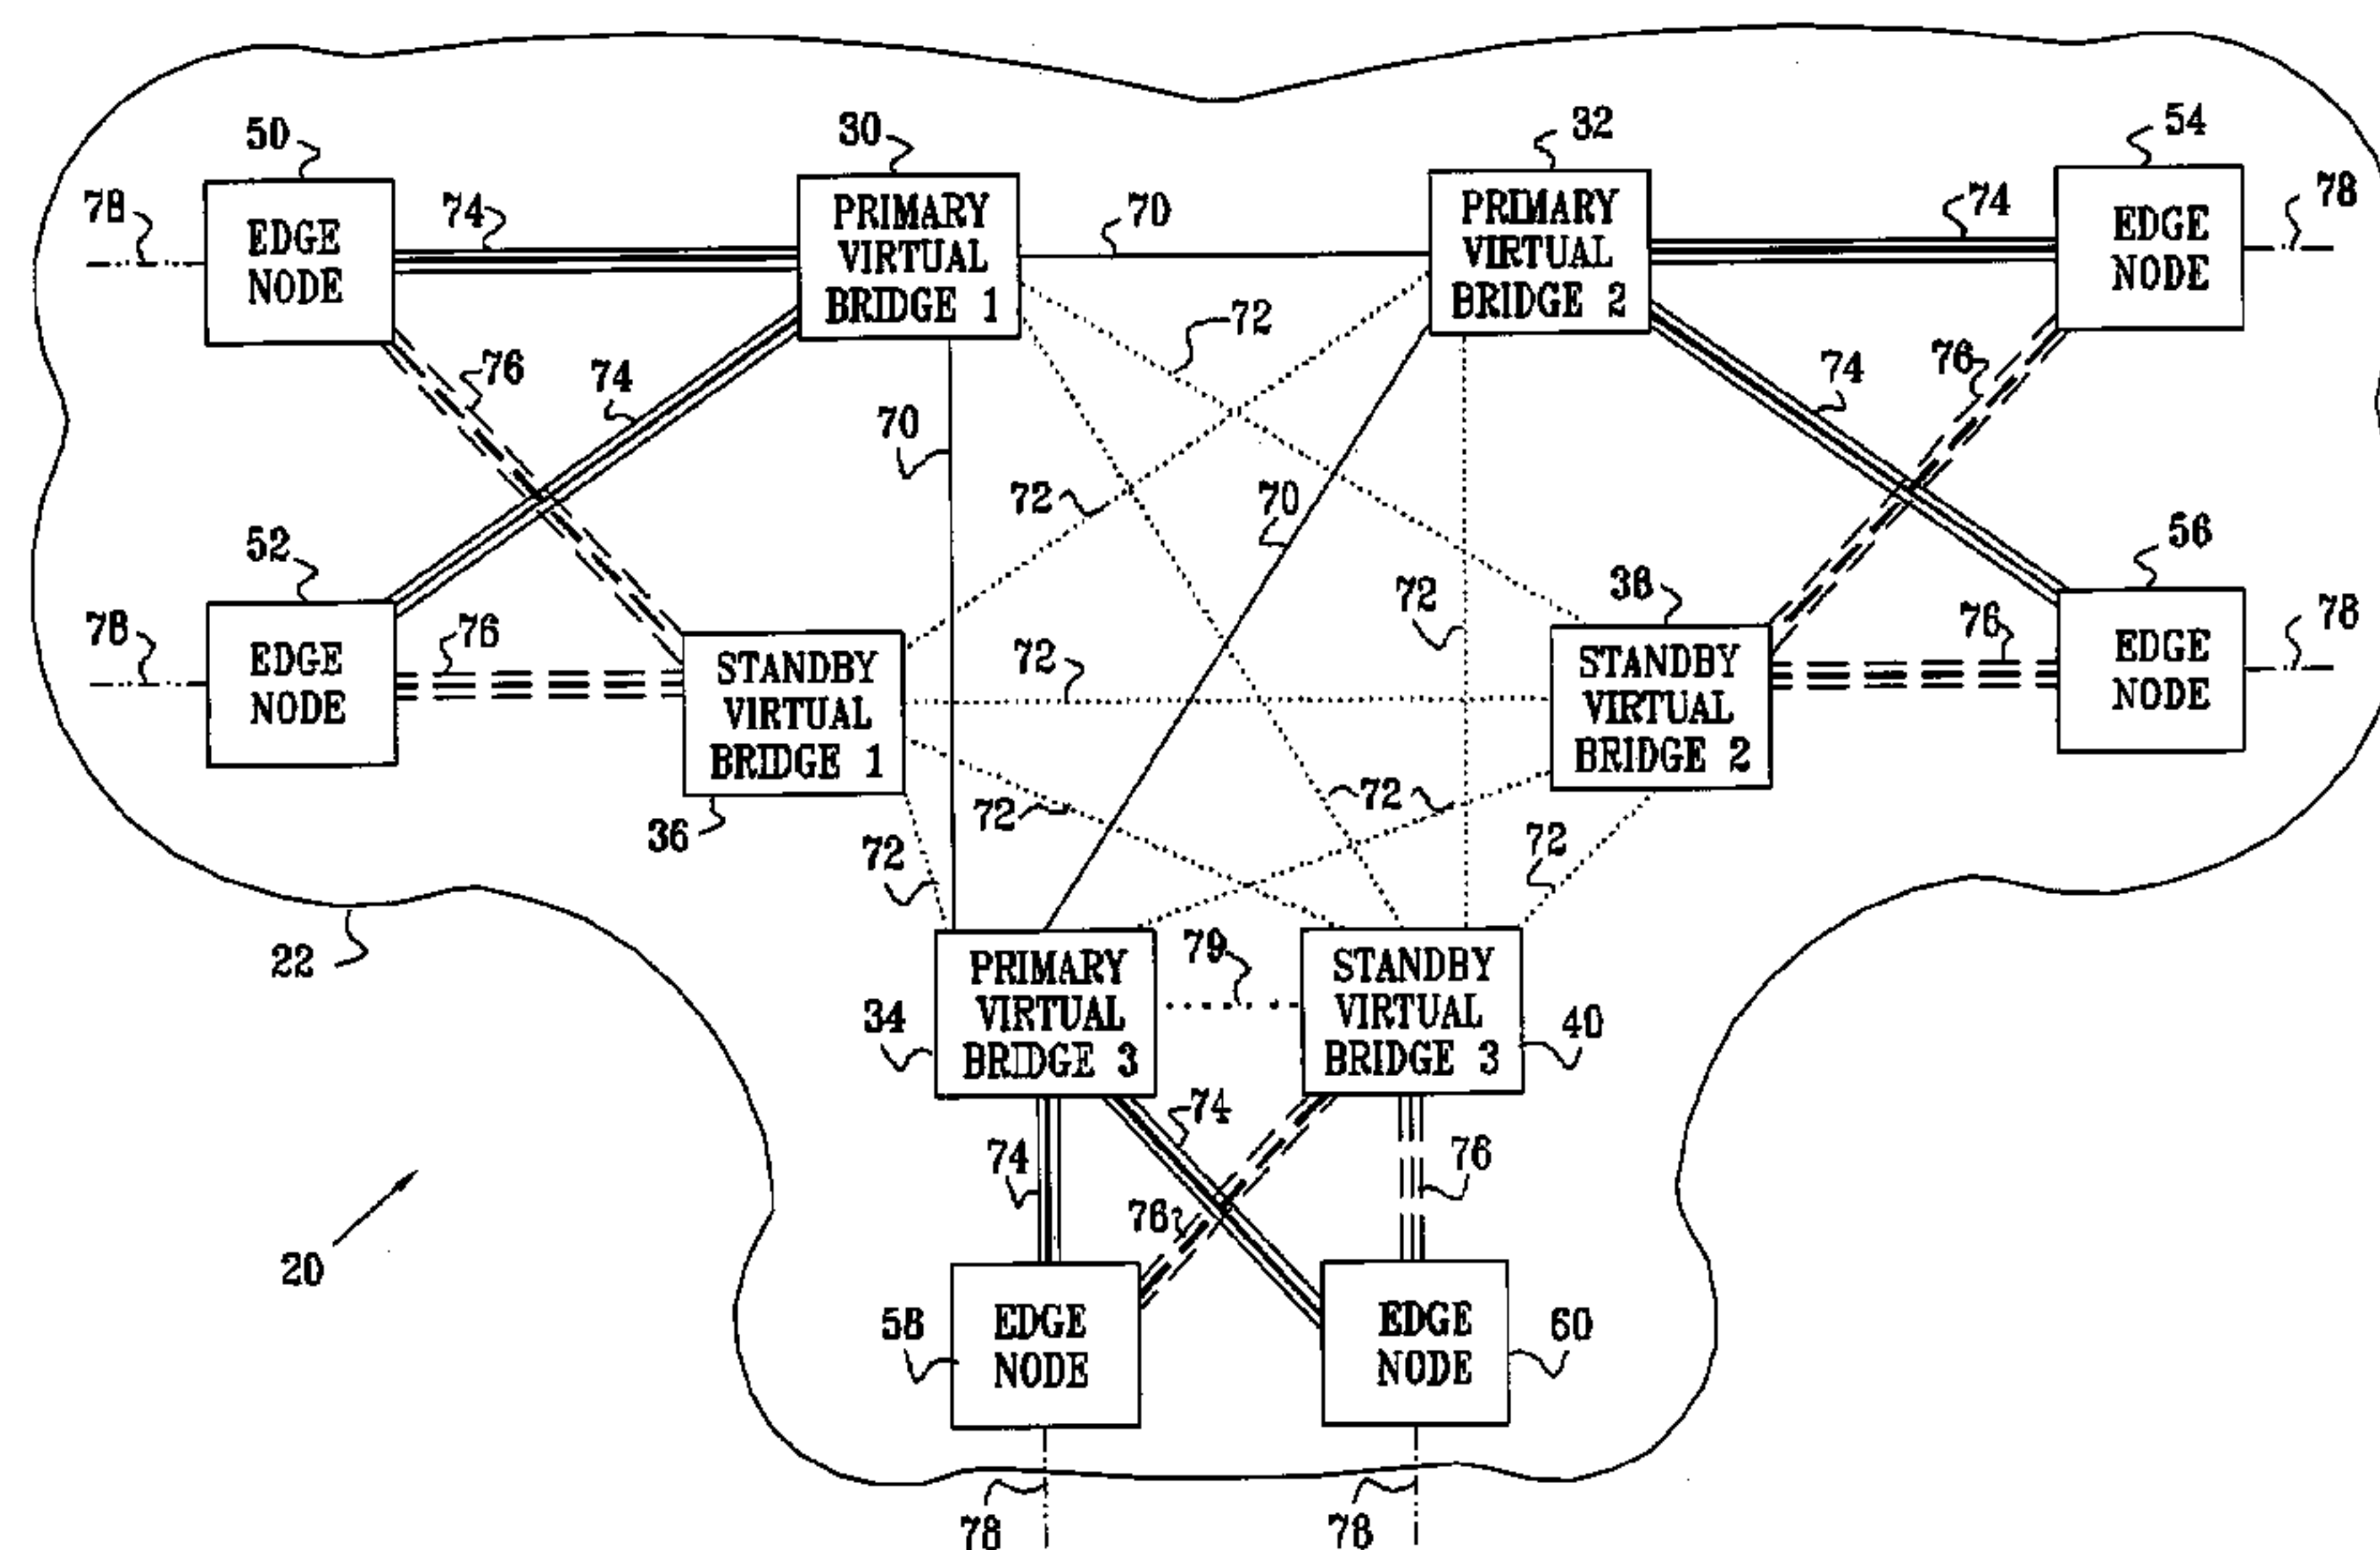 50
30
32
54
78
EDGE
NODE
74
PRIMARY
VIRTUAL
BRIDGE 1
70
PRIMARY
VIRTUAL
BRIDGE 2
74
EDGE
NODE
78
72
76
74
70
74
76
72
70
52
56
72
38
78
EDGE
NODE
76
STANDBY
VIRTUAL
BRIDGE 1
72
STANDBY
VIRTUAL
BRIDGE 2
76
EDGE
NODE
78
36
72
72
72
72
22
79
34
PRIMARY
VIRTUAL
BRIDGE 3
STANDBY
VIRTUAL
BRIDGE 3
40
74
74
76
76
20
58
EDGE
NODE
EDGE
NODE
60
78
78